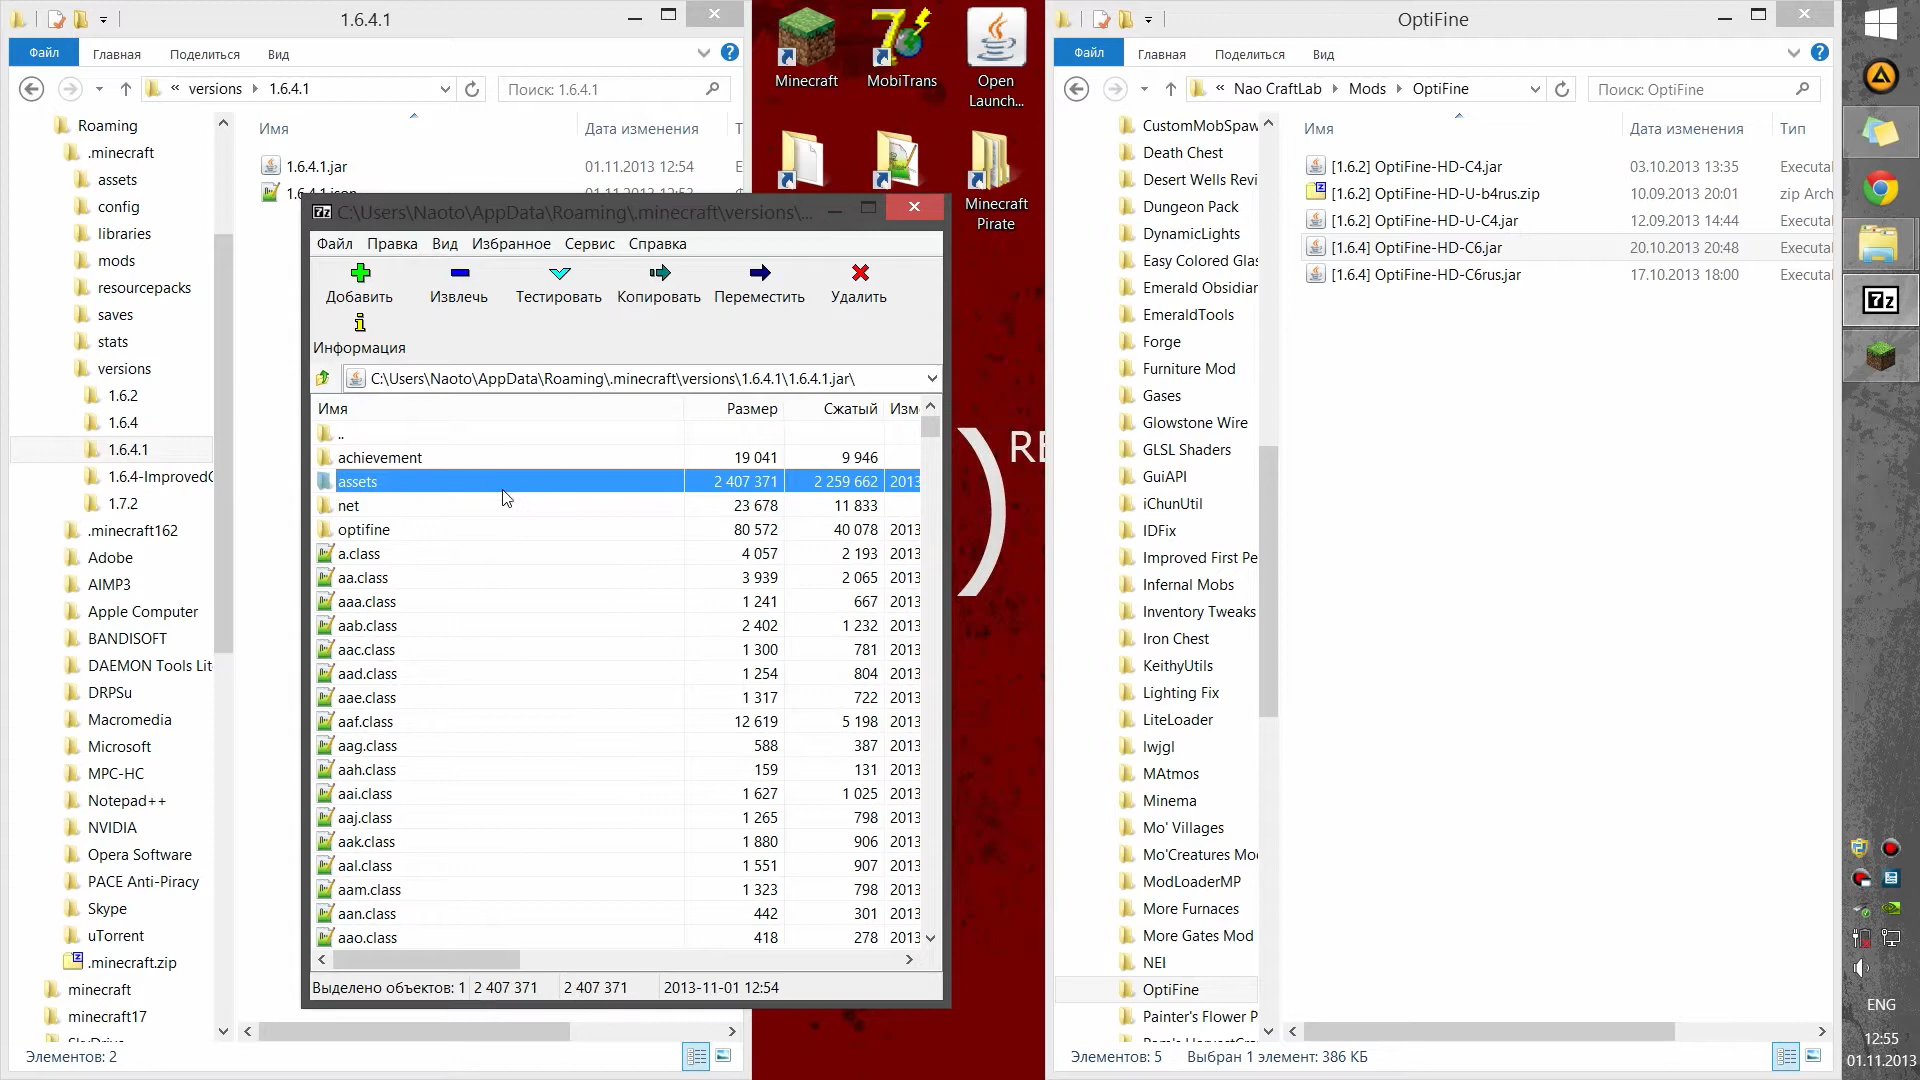 1.6.4.1
Файл
Главная
Поделиться
Вид
« versions
1.6.4.1
Поиск: 1.6.4.1
Roaming
.minecraft
assets
config
libraries
mods
resourcepacks
saves
stats
versions
1.6.2
1.6.4
1.6.4.1
1.6.4-Improved
1.7.2
.minecraft162
Adobe
AIMP3
Apple Computer
BANDISOFT
DAEMON Tools Lit
DRPSu
Macromedia
Microsoft
MPC-HC
Notepad++
NVIDIA
Opera Software
PACE Anti-Piracy
Skype
uTorrent
.minecraft.zip
minecraft
minecraft17
Имя
Дата изменения
Т
1.6.4.1.jar
01.11.2013 12:54
E
Элементов: 2
Minecraft
MobiTrans
Open
Launch...
Minecraft
Pirate
RE
7z C:\Users\Naoto\AppData\Roaming\.minecraft\versions\...
Файл
Правка
Вид
Избранное
Сервис
Справка
Добавить
Извлечь
Тестировать
Копировать
Переместить
Удалить
Информация
C:\Users\Naoto\AppData\Roaming\.minecraft\versions\1.6.4.1\1.6.4.1.jar\
Имя Размер Сжатый Изм
..
achievement 19 041 9 946
assets 2 407 371 2 259 662 2013
net 23 678 11 833
optifine 80 572 40 078 2013
a.class 4 057 2 193 2013
aa.class 3 939 2 065 2013
aaa.class 1 241 667 2013
aab.class 2 402 1 232 2013
aac.class 1 300 781 2013
aad.class 1 254 804 2013
aae.class 1 317 722 2013
aaf.class 12 619 5 198 2013
aag.class 588 387 2013
aah.class 159 131 2013
aai.class 1 627 1 025 2013
aaj.class 1 265 798 2013
aak.class 1 880 906 2013
aal.class 1 551 907 2013
aam.class 1 323 798 2013
aan.class 442 301 2013
aao.class 418 278 2013
Выделено объектов: 1 2 407 371 2 407 371 2013-11-01 12:54
OptiFine
Файл
Главная
Поделиться
Вид
« Nao CraftLab
Mods
OptiFine
Поиск: OptiFine
CustomMobSpaw
Death Chest
Desert Wells Revi
Dungeon Pack
DynamicLights
Easy Colored Glas
Emerald Obsidian
EmeraldTools
Forge
Furniture Mod
Gases
Glowstone Wire
GLSL Shaders
GuiAPI
iChunUtil
IDFix
Improved First Pe
Infernal Mobs
Inventory Tweaks
Iron Chest
KeithyUtils
Lighting Fix
LiteLoader
lwjgl
MAtmos
Minema
Mo' Villages
Mo'Creatures Mo
ModLoaderMP
More Furnaces
More Gates Mod
NEI
OptiFine
Painter's Flower P
Имя Дата изменения Тип
[1.6.2] OptiFine-HD-C4.jar 03.10.2013 13:35 Executa
[1.6.2] OptiFine-HD-U-b4rus.zip 10.09.2013 20:01 zip Arch
[1.6.2] OptiFine-HD-U-C4.jar 12.09.2013 14:44 Executa
[1.6.4] OptiFine-HD-C6.jar 20.10.2013 20:48 Executa
[1.6.4] OptiFine-HD-C6rus.jar 17.10.2013 18:00 Executa
Элементов: 5 Выбран 1 элемент: 386 КБ
7z
ENG
12:55
01.11.2013